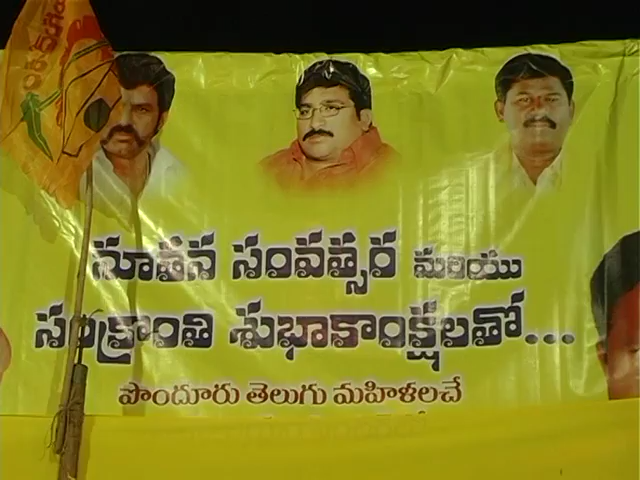 నూతన సంవత్సర మరియు
సంక్రాంతి శుభాకాంక్షలతో...
పొందూరు తెలుగు మహిళలచే